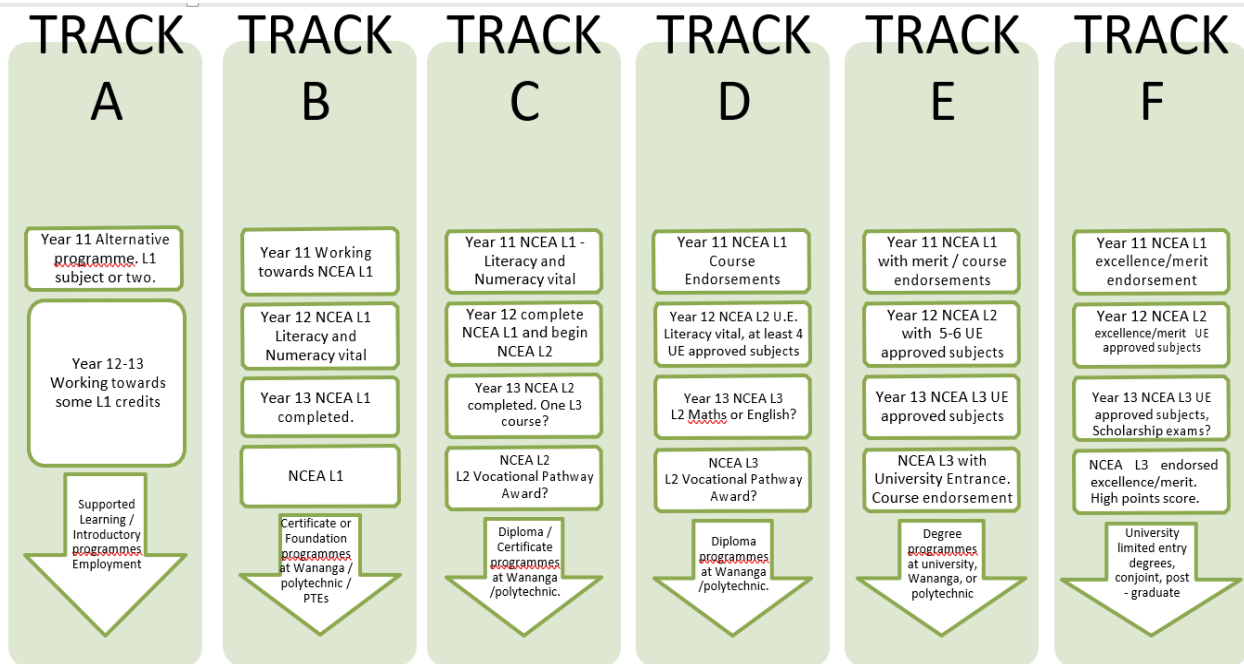 TRACK
A
Year 11 Alternative
programme. L1
subject or two.
Year 12-13
Working towards
some L1 credits
Supported
Learning /
Introductory
programmes
Employment
TRACK
B
Year 11 Working
towards NCEA L1
Year 12 NCEA L1
Literacy and
Numeracy vital
Year 13 NCEA L1
completed.
NCEA L1
Certificate or
Foundation
programmes
at Wananga /
polytechnic /
PTEs
TRACK
C
Year 11 NCEA L1 -
Literacy and
Numeracy vital
Year 12 complete
NCEA L1 and begin
NCEA L2
Year 13 NCEA L2
completed. One L3
course?
NCEA L2
L2 Vocational Pathway
Award?
Diploma /
Certificate
programmes
at Wananga
/polytechnic.
TRACK
D
Year 11 NCEA L1
Course
Endorsements
Year 12 NCEA L2 U.E.
Literacy vital, at least 4
UE approved subjects
Year 13 NCEA L3
L2 Maths or English?
NCEA L3
L2 Vocational Pathway
Award?
Diploma
programmes
at Wananga
/polytechnic.
TRACK
E
Year 11 NCEA L1
with merit / course
endorsements
Year 12 NCEA L2
with 5-6 UE
approved subjects
Year 13 NCEA L3 UE
approved subjects
NCEA L3 with
University Entrance.
Course endorsement
Degree
programmes
at university,
Wananga, or
polytechnic
TRACK
F
Year 11 NCEA L1
excellence/merit
endorsement
Year 12 NCEA L2
excellence/merit UE
approved subjects
Year 13 NCEA L3 UE
approved subjects,
Scholarship exams?
NCEA L3 endorsed
excellence/merit.
High points score.
University
limited entry
degrees,
conjoint, post
- graduate